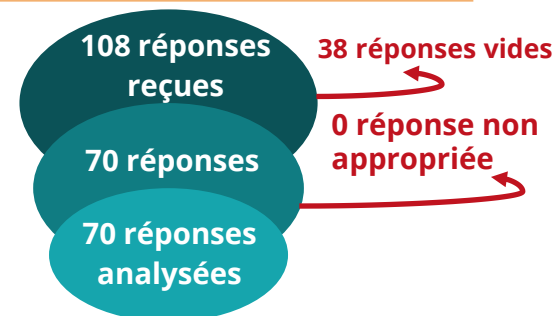 108 réponses
reçues
38 réponses vides
0 réponse non
appropriée
70 réponses
70 réponses
analysées